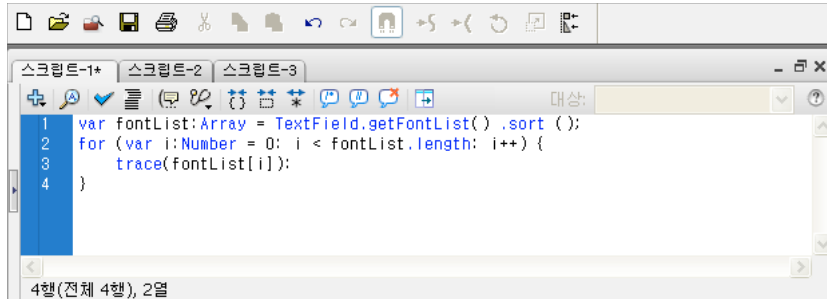 스크립트-1* 스크립트-2 스크립트-3
대상:
1 var fontList:Array = TextField.getFontList() .sort ();
2 for (var i:Number = 0; i < fontList.length; i++) {
3 trace(fontList[i]);
4 }
4행(전체 4행), 2열